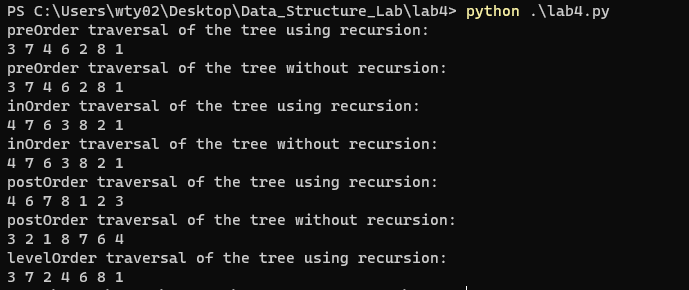 PS C:\Users\wty02\Desktop\Data_Structure_Lab\lab4> python .\lab4.py
preOrder traversal of the tree using recursion:
3 7 4 6 2 8 1
preOrder traversal of the tree without recursion:
3 7 4 6 2 8 1
inOrder traversal of the tree using recursion:
4 7 6 3 8 2 1
inOrder traversal of the tree without recursion:
4 7 6 3 8 2 1
postOrder traversal of the tree using recursion:
4 6 7 8 1 2 3
postOrder traversal of the tree without recursion:
3 2 1 8 7 6 4
levelOrder traversal of the tree using recursion:
3 7 2 4 6 8 1